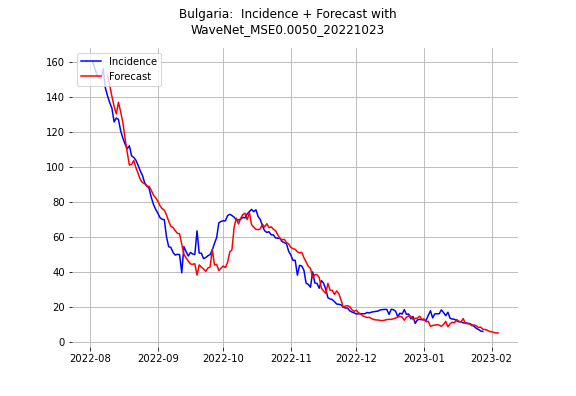 Bulgaria:  Incidence + Forecast with
WaveNet_MSE0.0050_20221023
Incidence
Forecast
160
140
120
100
80
60
40
20
0
2022-08 2022-09 2022-10 2022-11 2022-12 2023-01 2023-02